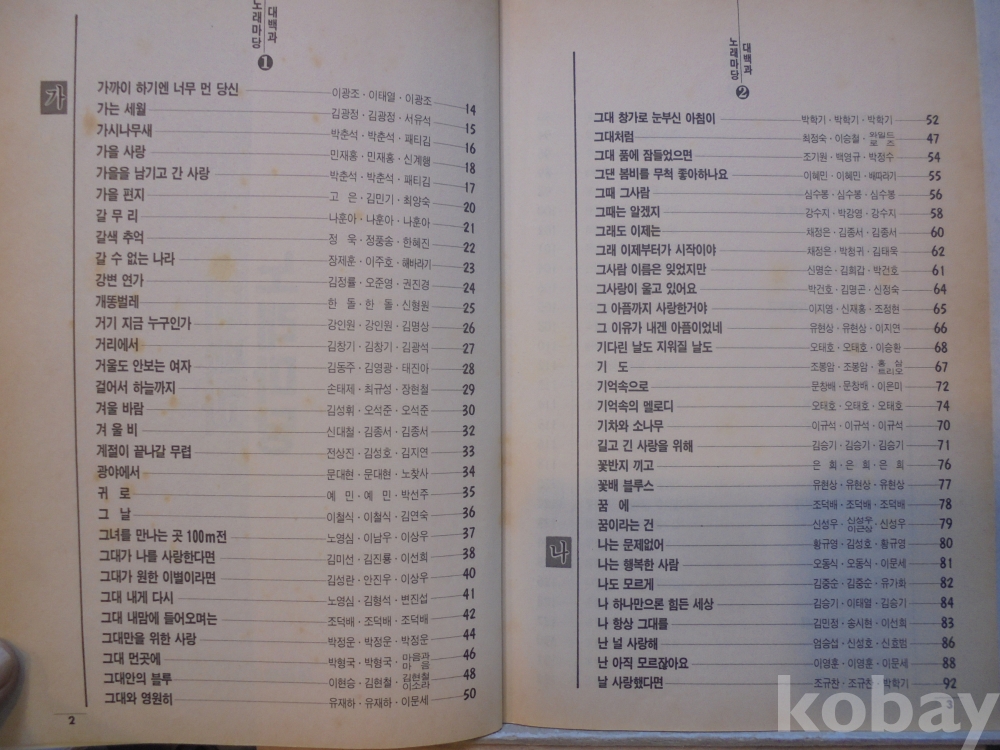 대백과
노래마당
1
가
가까이 하기엔 너무 먼 당신 이광조·이태열·이광조 14
가는 세월 김광정·김광정·서유석 15
가시나무새 박춘석·박춘석·패티김 16
가을 사랑 민재홍·민재홍·신계행 18
가을을 남기고 간 사랑 박춘석·박춘석·패티김 17
가을 편지 고 은·김민기·최양숙 20
갈 무 리 나훈아·나훈아·나훈아 21
갈색 추억 정 욱·정풍송·한혜진 22
갈 수 없는 나라 장제훈·이주호·해바라기 23
강변 연가 김정률·오준영·권진경 24
개똥벌레 한 돌·한 돌·신형원 25
거기 지금 누구인가 강인원·강인원·김명상 26
거리에서 김창기·김창기·김광석 27
거울도 안보는 여자 김동주·김영광·태진아 28
걸어서 하늘까지 손태제·최규성·장현철 29
겨울 바람 김성휘·오석준·오석준 30
겨 울 비 신대철·김종서·김종서 32
계절이 끝나갈 무렵 전상진·김성호·김지연 33
광야에서 문대현·문대현·노찾사 34
귀 로 예 민·예 민·박선주 35
그 날 이철식·이철식·김연숙 36
그녀를 만나는 곳 100m전 노영심·이남우·이상우 37
그대가 나를 사랑한다면 김미선·김진룡·이선희 38
그대가 원한 이별이라면 김성란·안진우·이상우 40
그대 내게 다시 노영심·김형석·변진섭 41
그대 내맘에 들어오며는 조덕배·조덕배·조덕배 42
그대만을 위한 사랑 박정운·박정운·박정운 44
그대 먼곳에 박형국·박형국·마음과 마 음 46
그대안의 블루 이현승·김현철·김현철 이소라 48
그대와 영원히 유재하·유재하·이문세 50
2
대백과
노래마당
2
그대 창가로 눈부신 아침이 박학기·박학기·박학기 52
그대처럼 최정숙·이승철·와일드 로 즈 47
그대 품에 잠들었으면 조기원·백영규·박정수 54
그댄 봄비를 무척 좋아하나요 이혜민·이혜민·배따라기 55
그때 그사람 심수봉·심수봉·심수봉 56
그때는 알겠지 강수지·박강영·강수지 58
그래도 이제는 채정은·김종서·김종서 60
그래 이제부터가 시작이야 채정은·박청귀·김태욱 62
그사람 이름은 잊었지만 신명순·김희갑·박건호 61
그사랑이 울고 있어요 박건호·김명곤·신정숙 64
그 아픔까지 사랑한거야 이지영·신재홍·조정현 65
그 이유가 내겐 아픔이었네 유현상·유현상·이지연 66
기다린 날도 지워질 날도 오태호·오태호·이승환 68
기 도 조봉암·조봉암·홍 삼 트리오 67
기억속으로 문창배·문창배·이은미 72
기억속의 멜로디 오태호·오태호·오태호 74
기차와 소나무 이규석·이규석·이규석 70
길고 긴 사랑을 위해 김승기·김승기·김승기 71
꽃반지 끼고 은 희·은 희·은 희 76
꽃배 블루스 유현상·유현상·유현상 77
꿈 에 조덕배·조덕배·조덕배 78
꿈이라는 건 신성우·신성우 이근상·신성우 79
나
나는 문제없어 황규영·김성호·황규영 80
나는 행복한 사람 오동식·오동식·이문세 81
나도 모르게 김중순·김중순·유가화 82
나 하나만으론 힘든 세상 김승기·이태열·김승기 84
나 항상 그대를 김민정·송시현·이선희 83
난 널 사랑해 엄승섭·신성호·신효범 86
난 아직 모르잖아요 이영훈·이영훈·이문세 88
날 사랑했다면 조규찬·조규찬·박학기 92
3
kobay